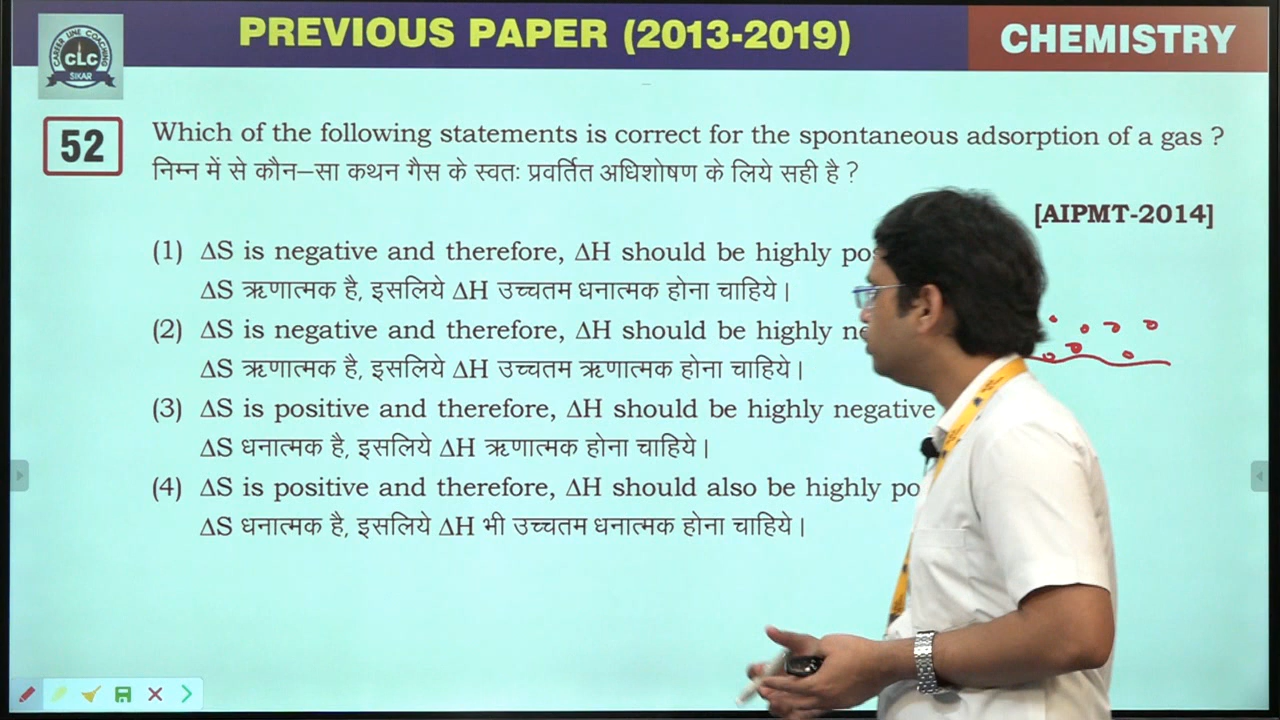 PREVIOUS PAPER (2013-2019)
CHEMISTRY
CAREER LINE COACHING
CLC
SIKAR
52
Which of the following statements is correct for the spontaneous adsorption of a gas ?
निम्न में से कौन–सा कथन गैस के स्वतः प्रवर्तित अधिशोषण के लिये सही है ?
[AIPMT-2014]
(1) ΔS is negative and therefore, ΔH should be highly
ΔS ऋणात्मक है, इसलिये ΔH उच्चतम धनात्मक होना चाहिये।
(2) ΔS is negative and therefore, ΔH should be highly
ΔS ऋणात्मक है, इसलिये ΔH उच्चतम ऋणात्मक होना चाहिये।
(3) ΔS is positive and therefore, ΔH should be highly negative
ΔS धनात्मक है, इसलिये ΔH ऋणात्मक होना चाहिये।
(4) ΔS is positive and therefore, ΔH should also be highly
ΔS धनात्मक है, इसलिये ΔH भी उच्चतम धनात्मक होना चाहिये।